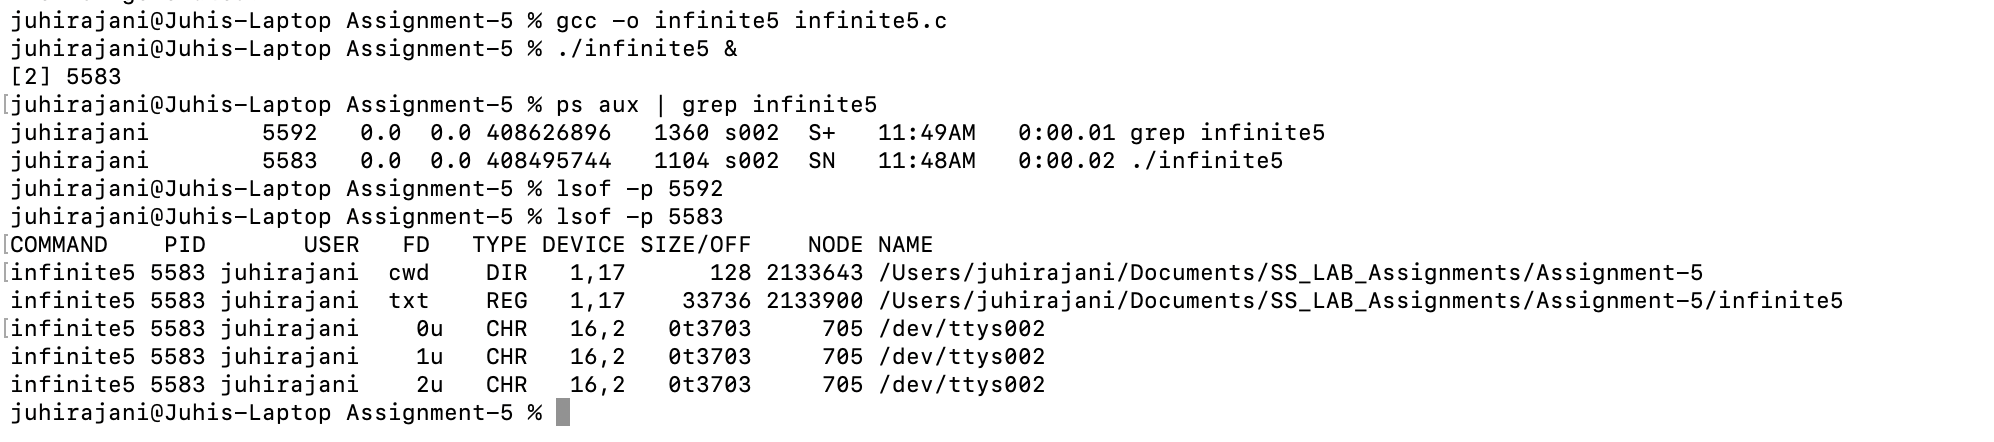 juhirajani@Juhis-Laptop Assignment-5 % gcc -o infinite5 infinite5.c
juhirajani@Juhis-Laptop Assignment-5 % ./infinite5 &
[2] 5583
juhirajani@Juhis-Laptop Assignment-5 % ps aux | grep infinite5
juhirajani        5592   0.0  0.0 408626896   1360 s002  S+   11:49AM   0:00.01 grep infinite5
juhirajani        5583   0.0  0.0 408495744   1104 s002  SN   11:48AM   0:00.02 ./infinite5
juhirajani@Juhis-Laptop Assignment-5 % lsof -p 5592
juhirajani@Juhis-Laptop Assignment-5 % lsof -p 5583
COMMAND    PID       USER   FD   TYPE DEVICE SIZE/OFF    NODE NAME
infinite5 5583 juhirajani  cwd    DIR   1,17      128 2133643 /Users/juhirajani/Documents/SS_LAB_Assignments/Assignment-5
infinite5 5583 juhirajani  txt    REG   1,17    33736 2133900 /Users/juhirajani/Documents/SS_LAB_Assignments/Assignment-5/infinite5
infinite5 5583 juhirajani    0u   CHR   16,2   0t3703     705 /dev/ttys002
infinite5 5583 juhirajani    1u   CHR   16,2   0t3703     705 /dev/ttys002
infinite5 5583 juhirajani    2u   CHR   16,2   0t3703     705 /dev/ttys002
juhirajani@Juhis-Laptop Assignment-5 %